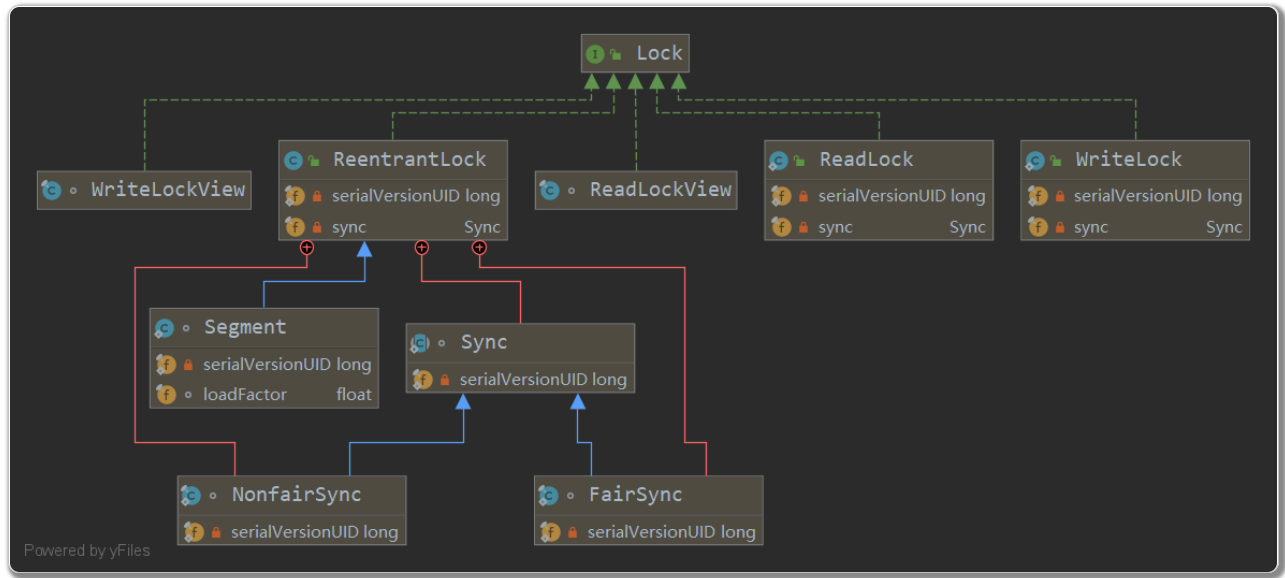 Lock
ReentrantLock
serialVersionUID long
sync Sync
WriteLockView
ReadLockView
ReadLock
serialVersionUID long
sync Sync
WriteLock
serialVersionUID long
sync Sync
Segment
serialVersionUID long
loadFactor float
Sync
serialVersionUID long
NonfairSync
serialVersionUID long
FairSync
serialVersionUID long
Powered by yFiles